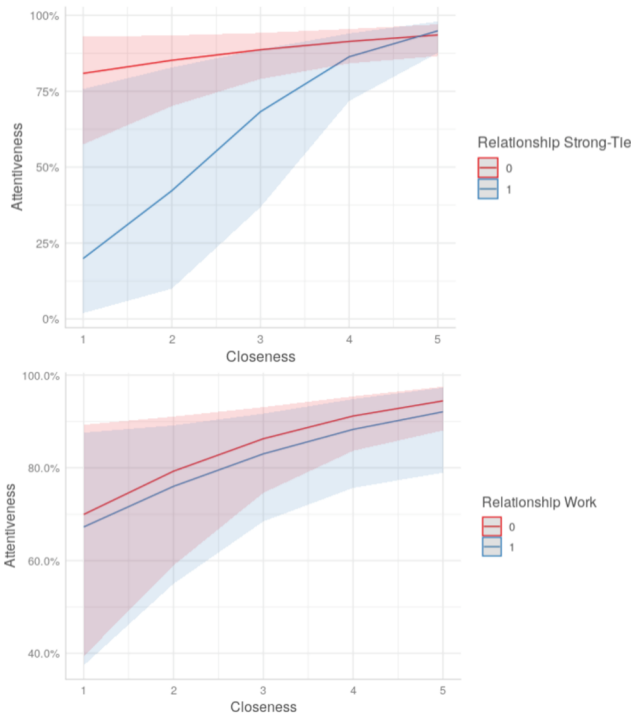 100%
75%
50%
25%
0%
Attentiveness
1 2 3 4 5
Closeness
Relationship Strong-Tie
0
1
100.0%
80.0%
60.0%
40.0%
Attentiveness
1 2 3 4 5
Closeness
Relationship Work
0
1